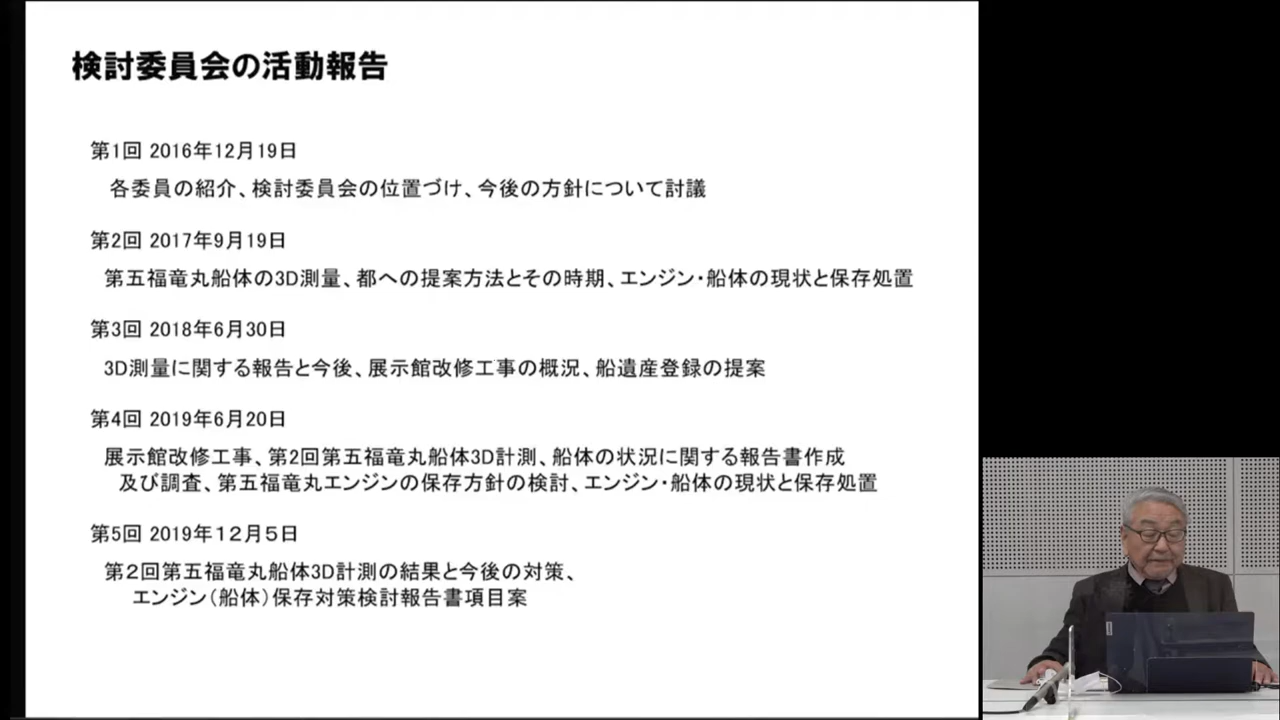 検討委員会の活動報告
第1回 2016年12月19日
各委員の紹介、検討委員会の位置づけ、今後の方針について討議
第2回 2017年9月19日
第五福竜丸船体の3D測量、都への提案方法とその時期、エンジン・船体の現状と保存処置
第3回 2018年6月30日
3D測量に関する報告と今後、展示館改修工事の概況、船遺産登録の提案
第4回 2019年6月20日
展示館改修工事、第2回第五福竜丸船体3D計測、船体の状況に関する報告書作成
及び調査、第五福竜丸エンジンの保存方針の検討、エンジン・船体の現状と保存処置
第5回 2019年12月5日
第2回第五福竜丸船体3D計測の結果と今後の対策、
エンジン(船体)保存対策検討報告書項目案